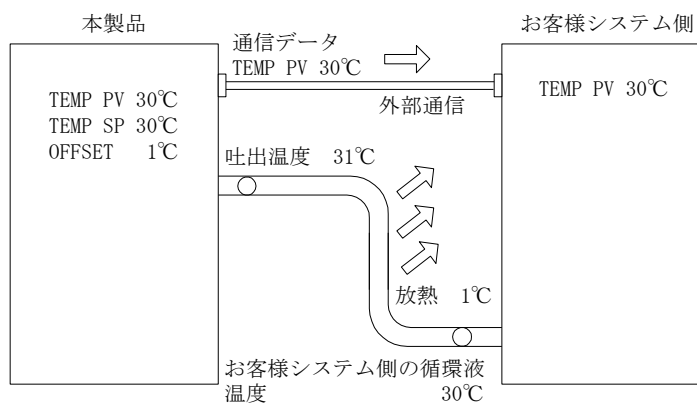 本製品
お客様システム側
通信データ
TEMP PV 30℃
外部通信
TEMP PV 30℃
TEMP SP 30℃
OFFSET 1℃
TEMP PV 30℃
吐出温度 31℃
放熱 1℃
お客様システム側の循環液
温度 30℃